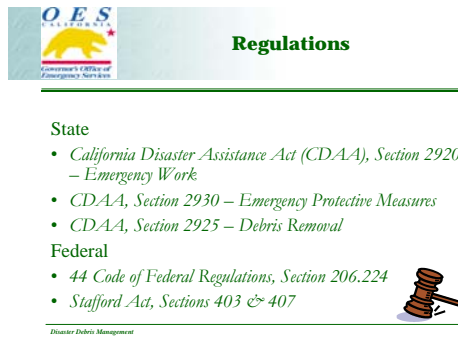 OES
CALIFORNIA
Governor's Office of
Emergency Services
Regulations
State
• California Disaster Assistance Act (CDAA), Section 2920
– Emergency Work
• CDAA, Section 2930 – Emergency Protective Measures
• CDAA, Section 2925 – Debris Removal
Federal
• 44 Code of Federal Regulations, Section 206.224
• Stafford Act, Sections 403 & 407
Disaster Debris Management